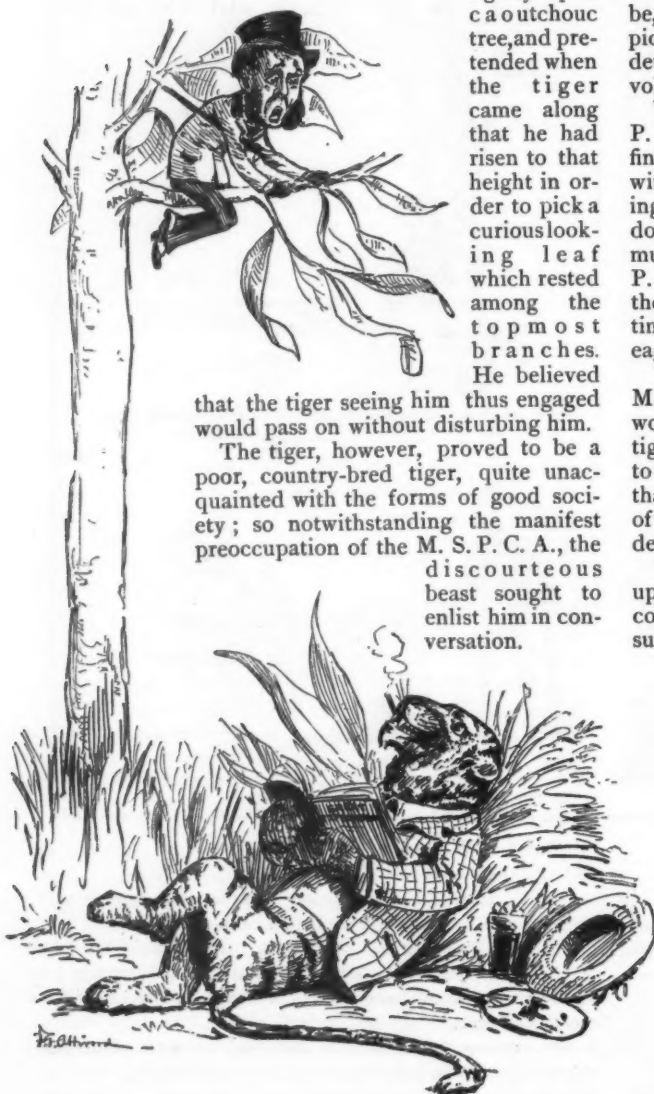 caoutchouc
tree, and pre-
tended when
the tiger
came along
that he had
risen to that
height in or-
der to pick a
curious look-
ing leaf
which rested
among the
topmost
branches.
He believed
that the tiger seeing him thus engaged
would pass on without disturbing him.
The tiger, however, proved to be a
poor, country-bred tiger, quite unac-
quainted with the forms of good soci-
ety; so notwithstanding the manifest
preoccupation of the M. S. P. C. A., the
discourteous
beast sought to
enlist him in con-
versation.
be,
pic
de
vol
P.
fin
wit
ing
do
mu
P.
the
tin
eag
M
wo
tig
to
tha
of
de
up
co
su